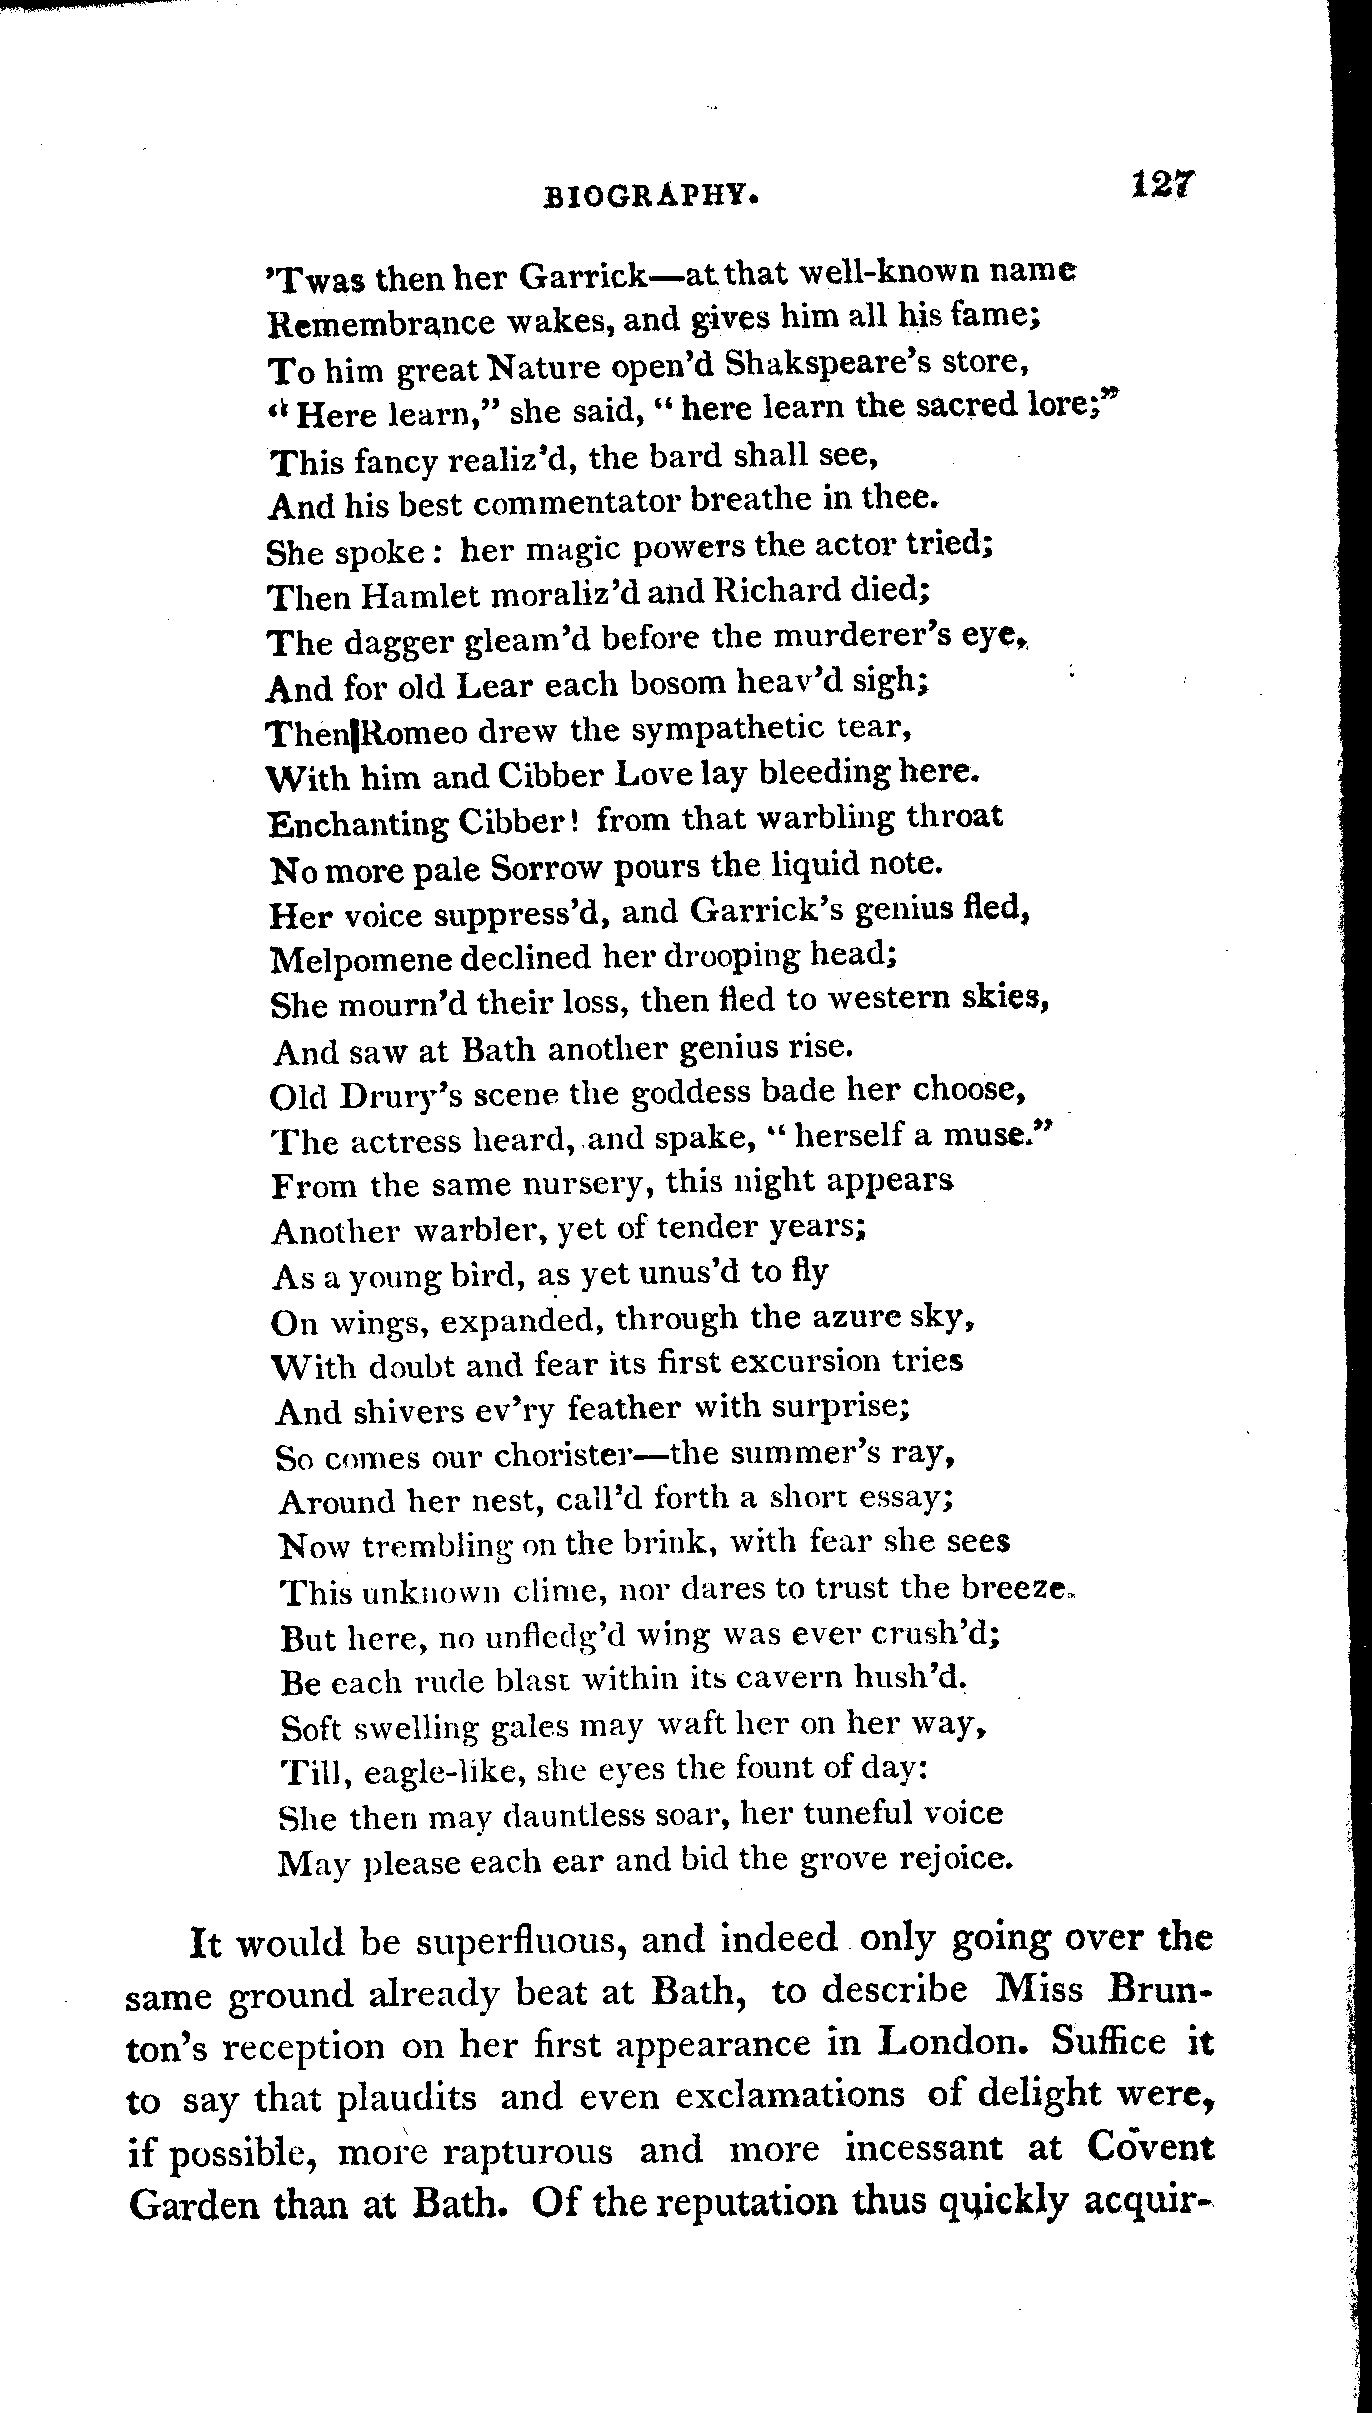 BIOGRAPHY. 127
'Twas then her Garrick—at that well-known name
Remembrance wakes, and gives him all his fame;
To him great Nature open'd Shakspeare's store,
"Here learn," she said, "here learn the sacred lore;"
This fancy realiz'd, the bard shall see,
And his best commentator breathe in thee.
She spoke: her magic powers the actor tried;
Then Hamlet moraliz'd and Richard died;
The dagger gleam'd before the murderer's eye,
And for old Lear each bosom heav'd sigh;
Then Romeo drew the sympathetic tear,
With him and Cibber Love lay bleeding here.
Enchanting Cibber! from that warbling throat
No more pale Sorrow pours the liquid note.
Her voice suppress'd, and Garrick's genius fled,
Melpomene declined her drooping head;
She mourn'd their loss, then fled to western skies,
And saw at Bath another genius rise.
Old Drury's scene the goddess bade her choose,
The actress heard, and spake, "herself a muse."
From the same nursery, this night appears
Another warbler, yet of tender years;
As a young bird, as yet unus'd to fly
On wings, expanded, through the azure sky,
With doubt and fear its first excursion tries
And shivers ev'ry feather with surprise;
So comes our chorister—the summer's ray,
Around her nest, call'd forth a short essay;
Now trembling on the brink, with fear she sees
This unknown clime, nor dares to trust the breeze.
But here, no unfledg'd wing was ever crush'd;
Be each rude blast within its cavern hush'd.
Soft swelling gales may waft her on her way,
Till, eagle-like, she eyes the fount of day:
She then may dauntless soar, her tuneful voice
May please each ear and bid the grove rejoice.
It would be superfluous, and indeed only going over the
same ground already beat at Bath, to describe Miss Brun-
ton's reception on her first appearance in London. Suffice it
to say that plaudits and even exclamations of delight were,
if possible, more rapturous and more incessant at Covent
Garden than at Bath. Of the reputation thus quickly acquir-